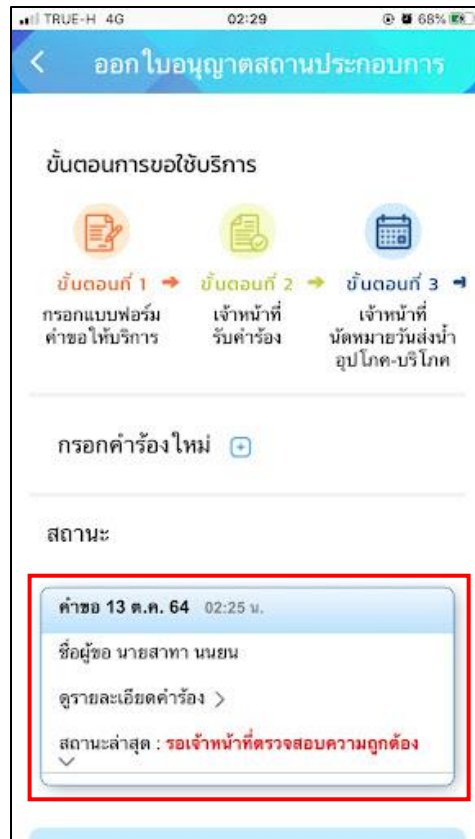 TRUE-H 4G 02:29 68%
ออกใบอนุญาตสถานประกอบการ
ขั้นตอนการขอใช้บริการ
ขั้นตอนที่ 1 ขั้นตอนที่ 2 ขั้นตอนที่ 3
กรอกแบบฟอร์ม เจ้าหน้าที่ เจ้าหน้าที่
คำขอให้บริการ รับคำร้อง นัดหมายวันส่งน้ำ
อุปโภค-บริโภค
กรอกคำร้องใหม่
สถานะ
คำขอ 13 ต.ค. 64 02:25 น.
ชื่อผู้ขอ นายสาทา นนยน
ดูรายละเอียดคำร้อง >
สถานะล่าสุด : รอเจ้าหน้าที่ตรวจสอบความถูกต้อง